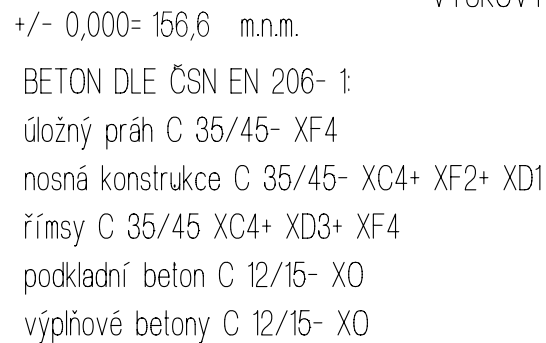 +/- 0,000= 156,6 m.n.m.
BETON DLE ČSN EN 206- 1:
úložný práh C 35/45- XF4
nosná konstrukce C 35/45- XC4+ XF2+ XD1
římsy C 35/45 XC4+ XD3+ XF4
podkladní beton C 12/15- XO
výplňové betony C 12/15- XO